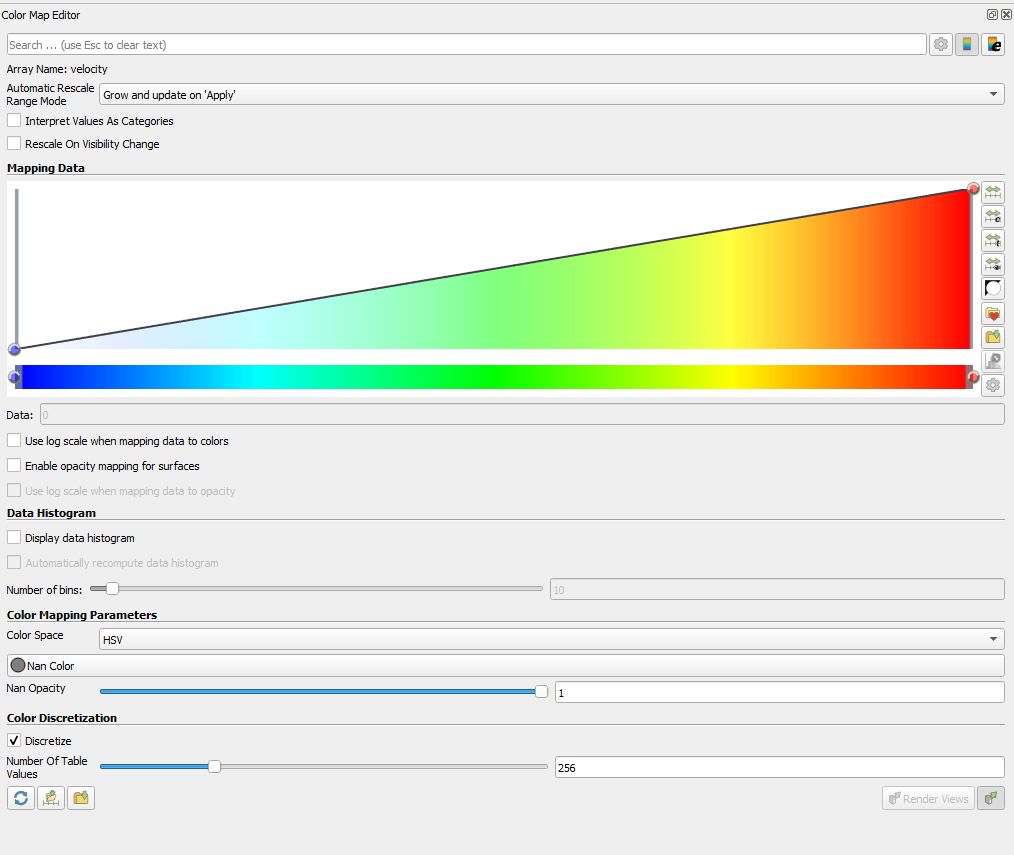 Color Map Editor
Search ... (use Esc to clear text)
Array Name: velocity
Automatic Rescale
Range Mode
Grow and update on 'Apply'
Interpret Values As Categories
Rescale On Visibility Change
Mapping Data
Data:
0
Use log scale when mapping data to colors
Enable opacity mapping for surfaces
Use log scale when mapping data to opacity
Data Histogram
Display data histogram
Automatically recompute data histogram
Number of bins:
10
Color Mapping Parameters
Color Space
HSV
Nan Color
Nan Opacity
1
Color Discretization
Discretize
Number Of Table
Values
256
Render Views